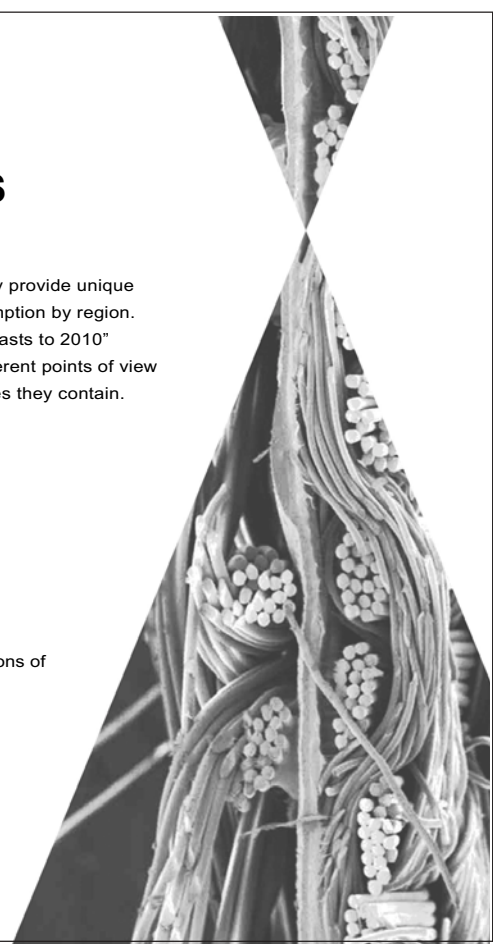 s
y provide unique
mption by region.
asts to 2010”
erent points of view
es they contain.
ons of